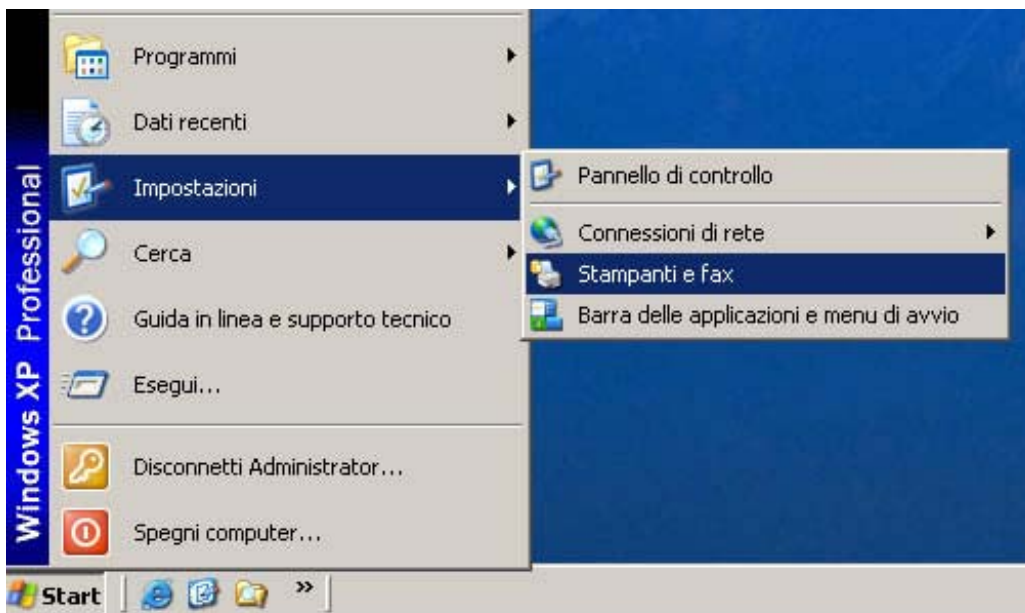 Programmi
Dati recenti
Impostazioni
Cerca
Guida in linea e supporto tecnico
Esegui...
Disconnetti Administrator...
Spegni computer...
Pannello di controllo
Connessioni di rete
Stampanti e fax
Barra delle applicazioni e menu di avvio
Windows XP Professional
Start
»